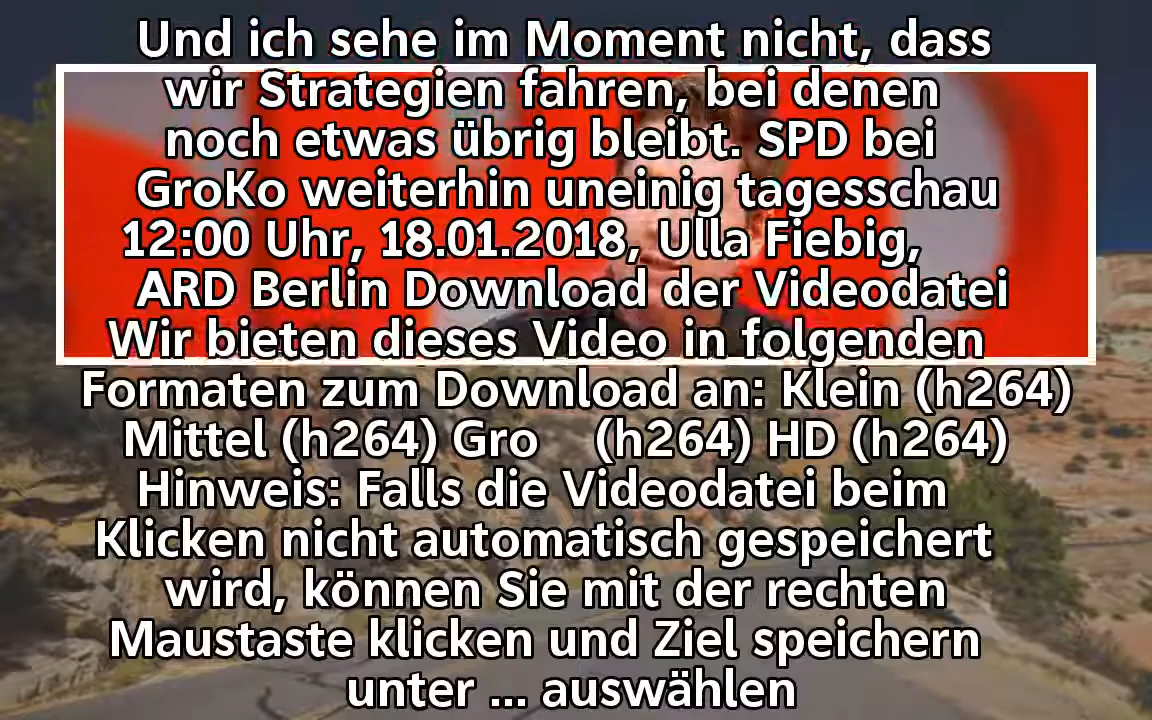 Und ich sehe im Moment nicht, dass
wir Strategien fahren, bei denen
noch etwas übrig bleibt. SPD bei
GroKo weiterhin uneinig tagesschau
12:00 Uhr, 18.01.2018, Ulla Fiebig,
ARD Berlin Download der Videodatei
Wir bieten dieses Video in folgenden
Formaten zum Download an: Klein (h264)
Mittel (h264) Gro (h264) HD (h264)
Hinweis: Falls die Videodatei beim
Klicken nicht automatisch gespeichert
wird, können Sie mit der rechten
Maustaste klicken und Ziel speichern
unter ... auswählen